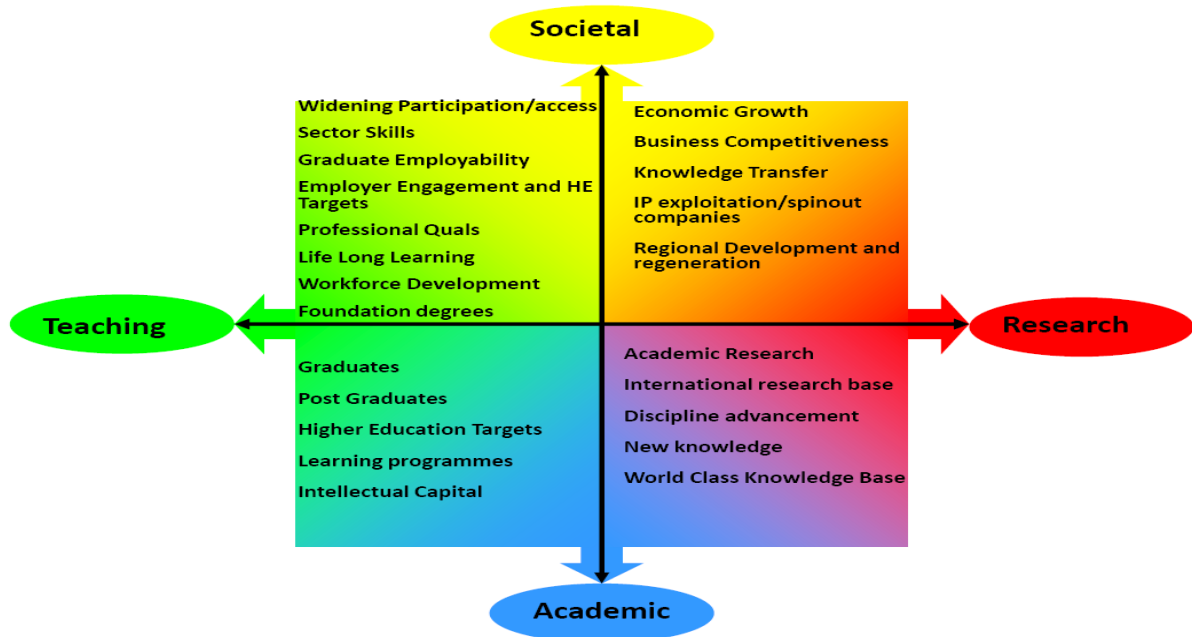 Societal
Widening Participation/access
Sector Skills
Graduate Employability
Employer Engagement and HE
Targets
Professional Quals
Life Long Learning
Workforce Development
Foundation degrees
Economic Growth
Business Competitiveness
Knowledge Transfer
IP exploitation/spinout
companies
Regional Development and
regeneration
Teaching
Research
Graduates
Post Graduates
Higher Education Targets
Learning programmes
Intellectual Capital
Academic Research
International research base
Discipline advancement
New knowledge
World Class Knowledge Base
Academic